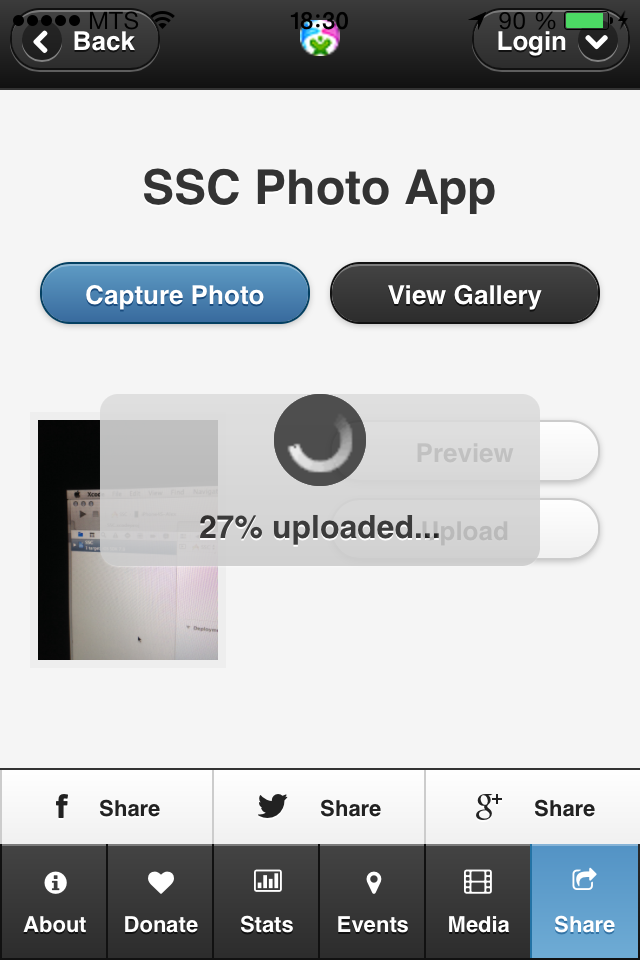 MTS 18:30 90 %
Back Login
SSC Photo App
Capture Photo View Gallery
Preview
27% uploaded...
Upload
f Share Share g+ Share
About Donate Stats Events Media Share